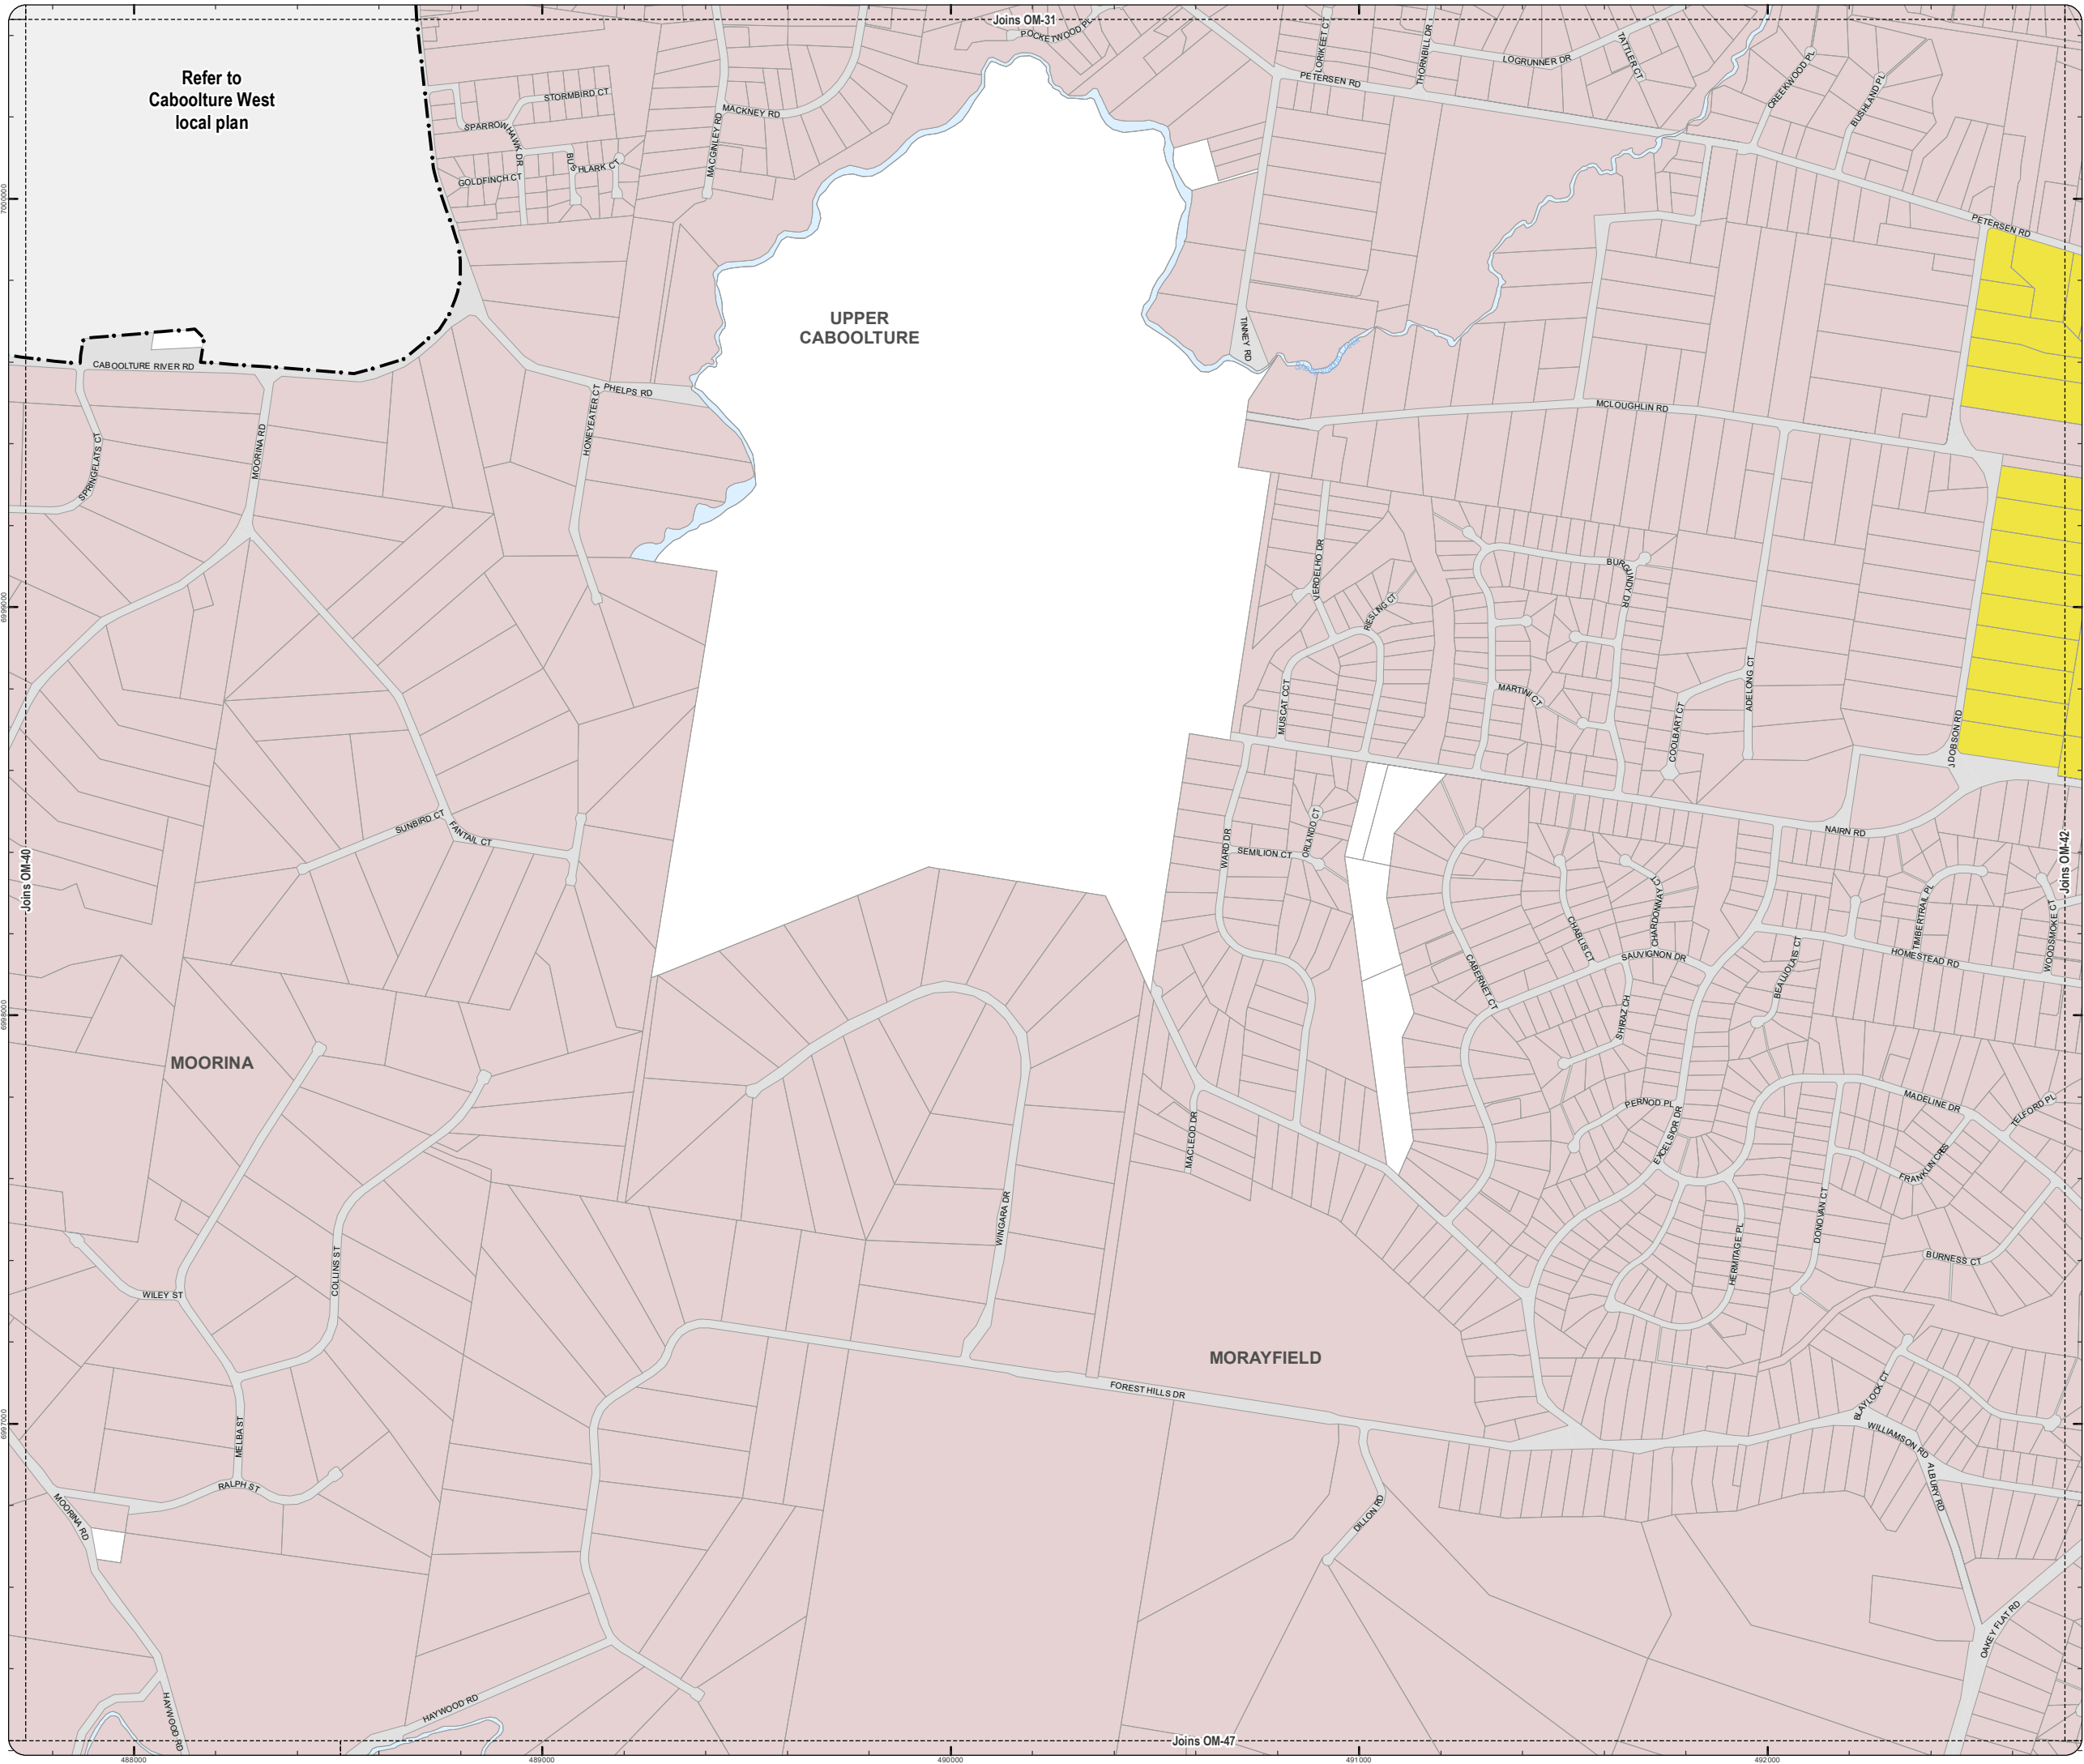 Joins OM-31
POCKETWOOD PL
LORIKEET CT
THORNBILL DR
LOGRUNNER DR
TATTLER CT
CREEKWOOD PL
BUSHLAND PL
PETERSEN RD
Refer to
Caboolture West
local plan
STORMBIRD CT
SPARROWHAWK DR
MACKNEY RD
MACGINLEY RD
BUSHLARK CT
GOLDFINCH CT
7000000
PETERSEN RD
UPPER
CABOOLTURE
TINNEY RD
CABOOLTURE RIVER RD
PHELPS RD
HONEYEATER CT
MCLOUGHLIN RD
SPRINGFLATS CT
MOORINA RD
VERDELHO DR
BURGUNDY DR
RIESLING CT
6999000
MUSCAT CCT
MARTINI CT
COOLBART CT
ADELONG CT
DOBSON RD
SUNBIRD CT
FANTAIL CT
WARD DR
SEMILION CT
ORLANDO CT
NAIRN RD
Joins OM-40
Joins OM-42
CHABLIS CT
CHARDONNAY CT
SAUVIGNON DR
CABERNET CT
SHIRAZ CH
BEAUJOLAIS CT
TIMBERTRAIL PL
HOMESTEAD RD
WOODSMOKE CT
6998000
MOORINA
MACLEOD DR
PERNOD PL
EXCELSIOR DR
MADELINE DR
TELFORD PL
FRANKLIN CRES
DONOVAN CT
HERMITAGE PL
BURNESS CT
WINGARA DR
COLLINS ST
WILEY ST
MORAYFIELD
FOREST HILLS DR
BLAYLOCK CT
WILLIAMSON RD
ALBURY RD
6997000
MELBA ST
RALPH ST
MOORINA RD
DILLON RD
OAKEY FLAT RD
HAYWOOD RD
HAYWOOD RD
Joins OM-47
488000
489000
490000
491000
492000